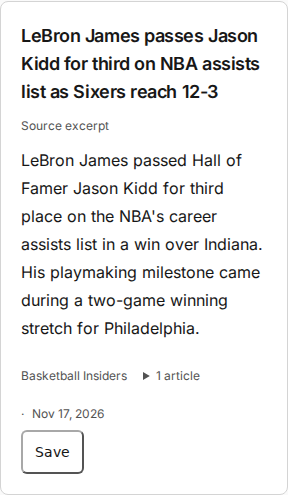 LeBron James passes Jason
Kidd for third on NBA assists
list as Sixers reach 12-3
Source excerpt
LeBron James passed Hall of
Famer Jason Kidd for third
place on the NBA's career
assists list in a win over Indiana.
His playmaking milestone came
during a two-game winning
stretch for Philadelphia.
Basketball Insiders ▶ 1 article
· Nov 17, 2026
Save